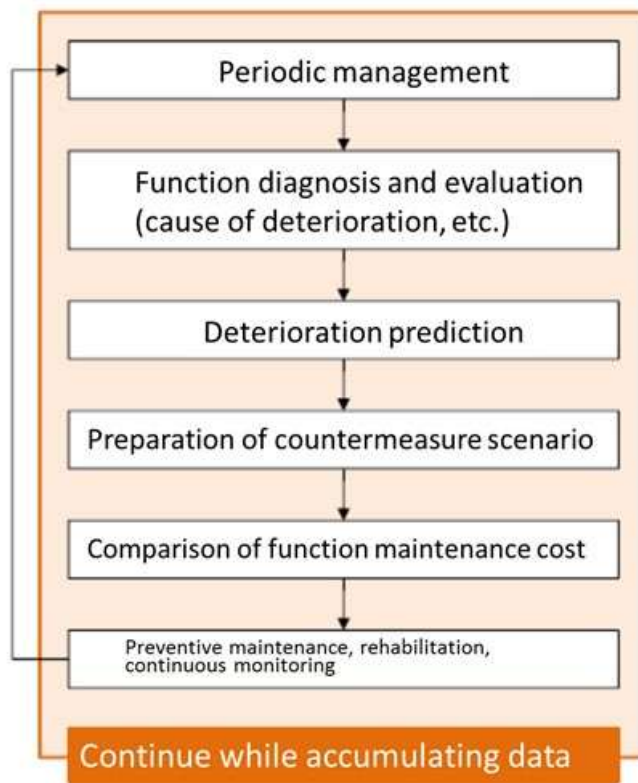 Periodic management
Function diagnosis and evaluation
(cause of deterioration, etc.)
Deterioration prediction
Preparation of countermeasure scenario
Comparison of function maintenance cost
Preventive maintenance, rehabilitation,
continuous monitoring
Continue while accumulating data